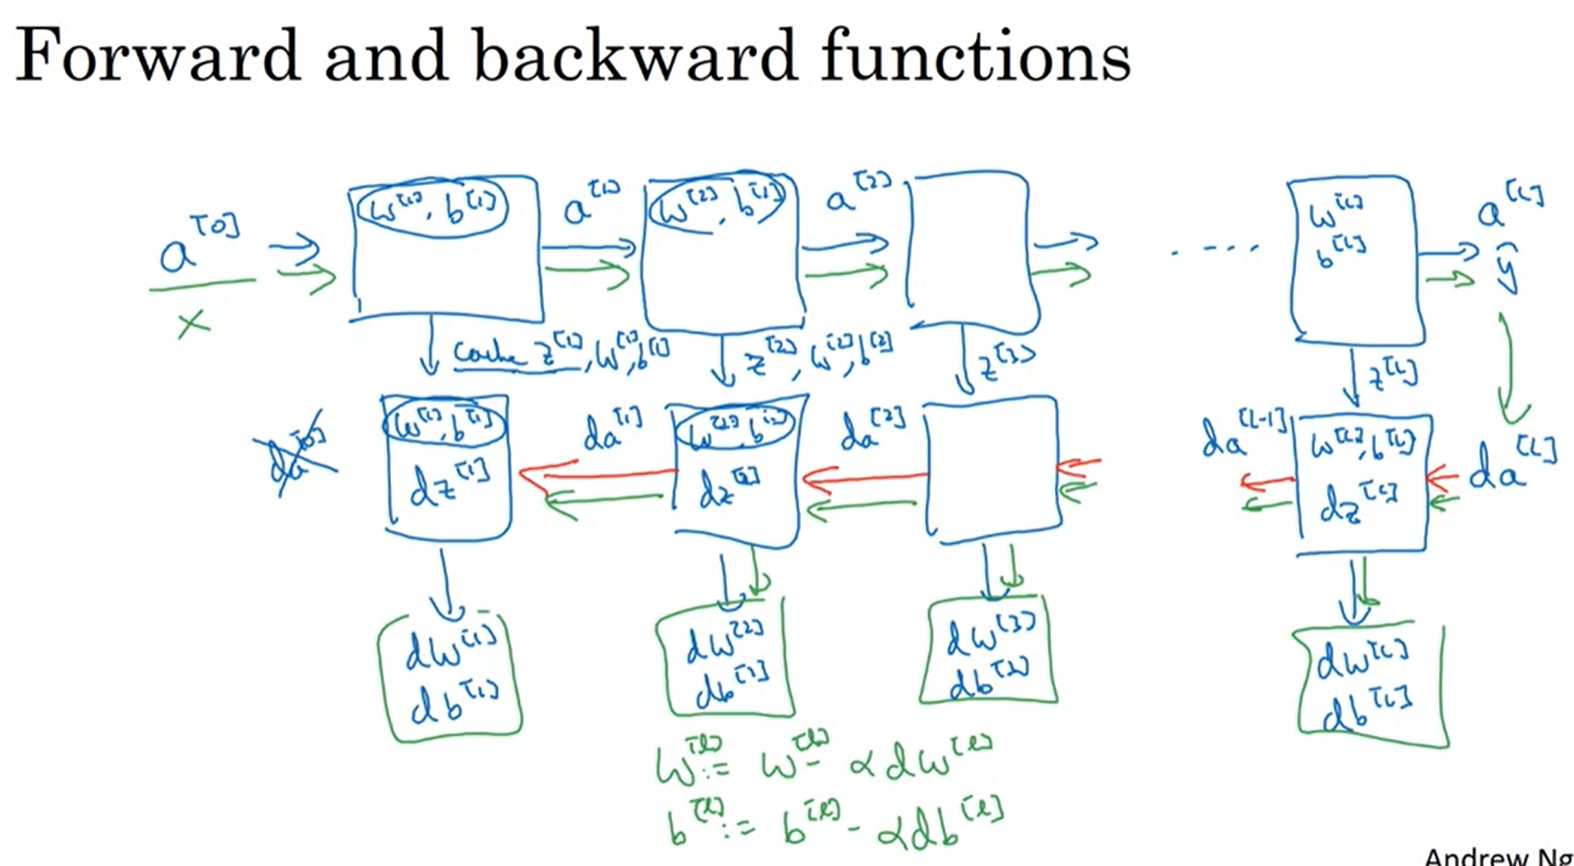 Forward and backward functions
a^[0] w^[1], b^[1] a^[1] w^[2], b^[2] a^[2] w^[L] a^[L]
x b^[L] ŷ
cache z^[1], w^[1], b^[1] z^[2], w^[2], b^[2] z^[3] z^[L]
da^[0] w^[1], b^[1] da^[1] w^[2], b^[2] da^[2] da^[L-1] w^[L], b^[L] da^[L]
dz^[1] dz^[2] dz^[L]
dw^[1] dw^[2] dw^[3] dw^[L]
db^[1] db^[2] db^[3] db^[L]
w^[l] := w^[l] - αdw^[l]
b^[l] := b^[l] - αdb^[l]
Andrew Ng